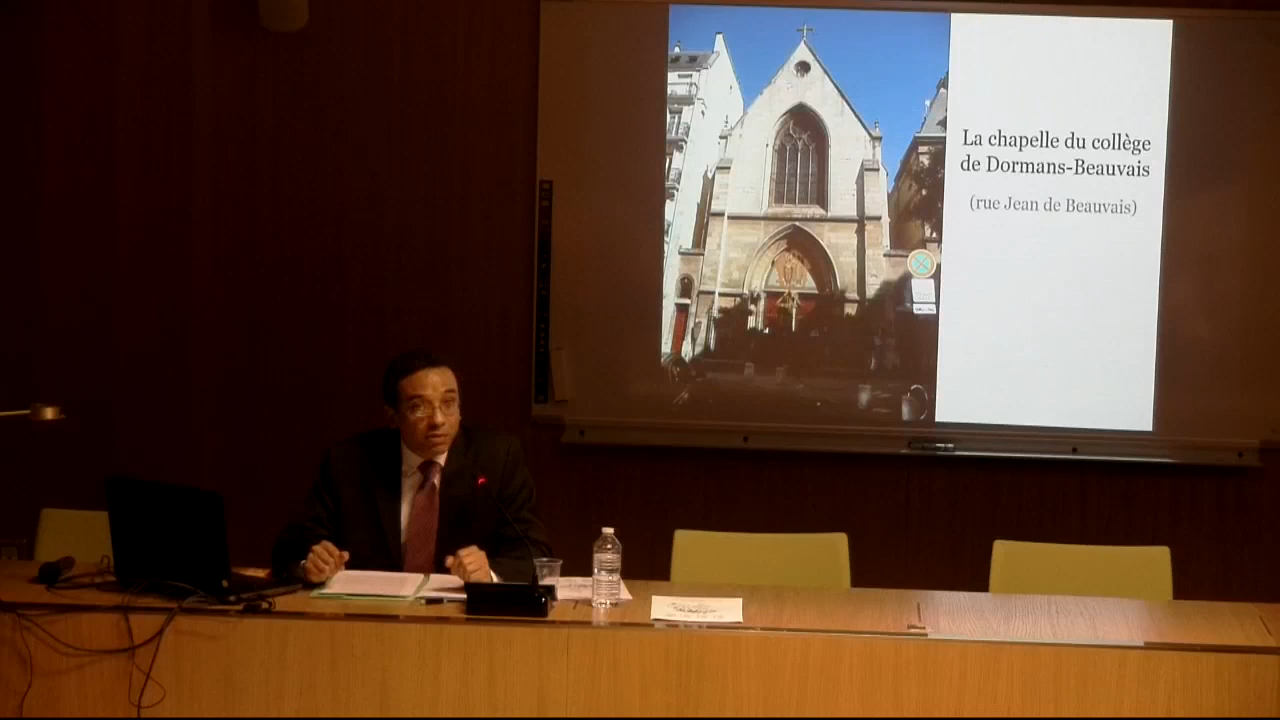 La chapelle du collège
de Dormans-Beauvais
(rue Jean de Beauvais)